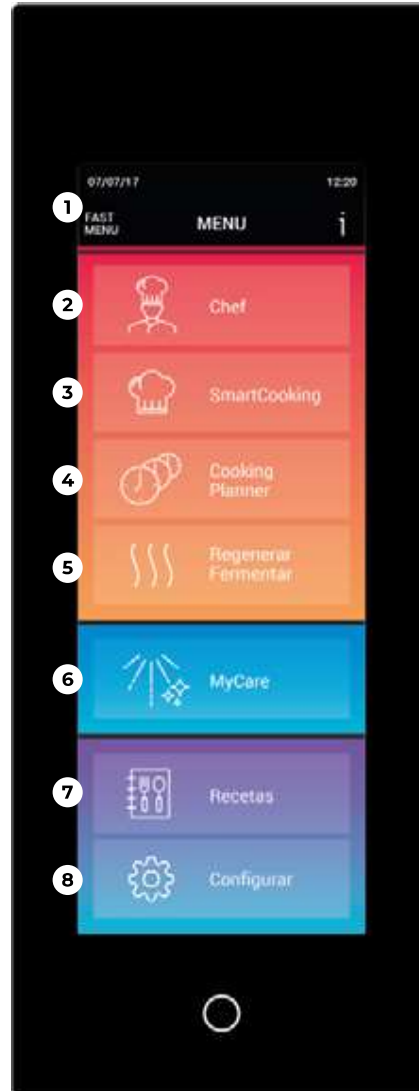 07/07/17 12:20
1
FAST MENU i
MENU
2 Chef
3 SmartCooking
4 Cooking
Planner
5 Regenerar
Fermentar
6 MyCare
7 Recetas
8 Configurar